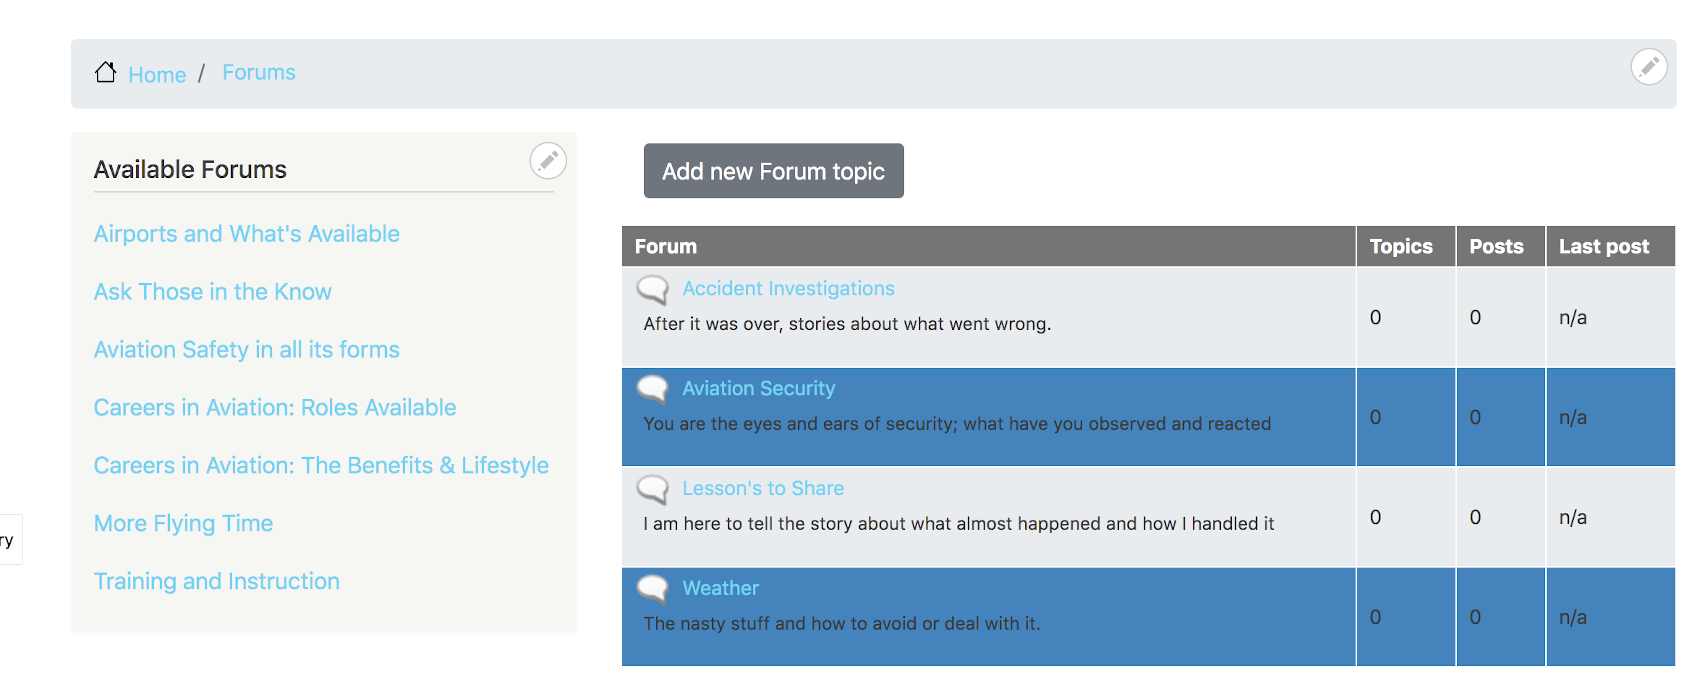 Home / Forums
Available Forums
Airports and What's Available
Ask Those in the Know
Aviation Safety in all its forms
Careers in Aviation: Roles Available
Careers in Aviation: The Benefits & Lifestyle
More Flying Time
Training and Instruction
ry
Add new Forum topic
Forum Topics Posts Last post
Accident Investigations
After it was over, stories about what went wrong.
0 0 n/a
Aviation Security
You are the eyes and ears of security; what have you observed and reacted
0 0 n/a
Lesson's to Share
I am here to tell the story about what almost happened and how I handled it
0 0 n/a
Weather
The nasty stuff and how to avoid or deal with it.
0 0 n/a